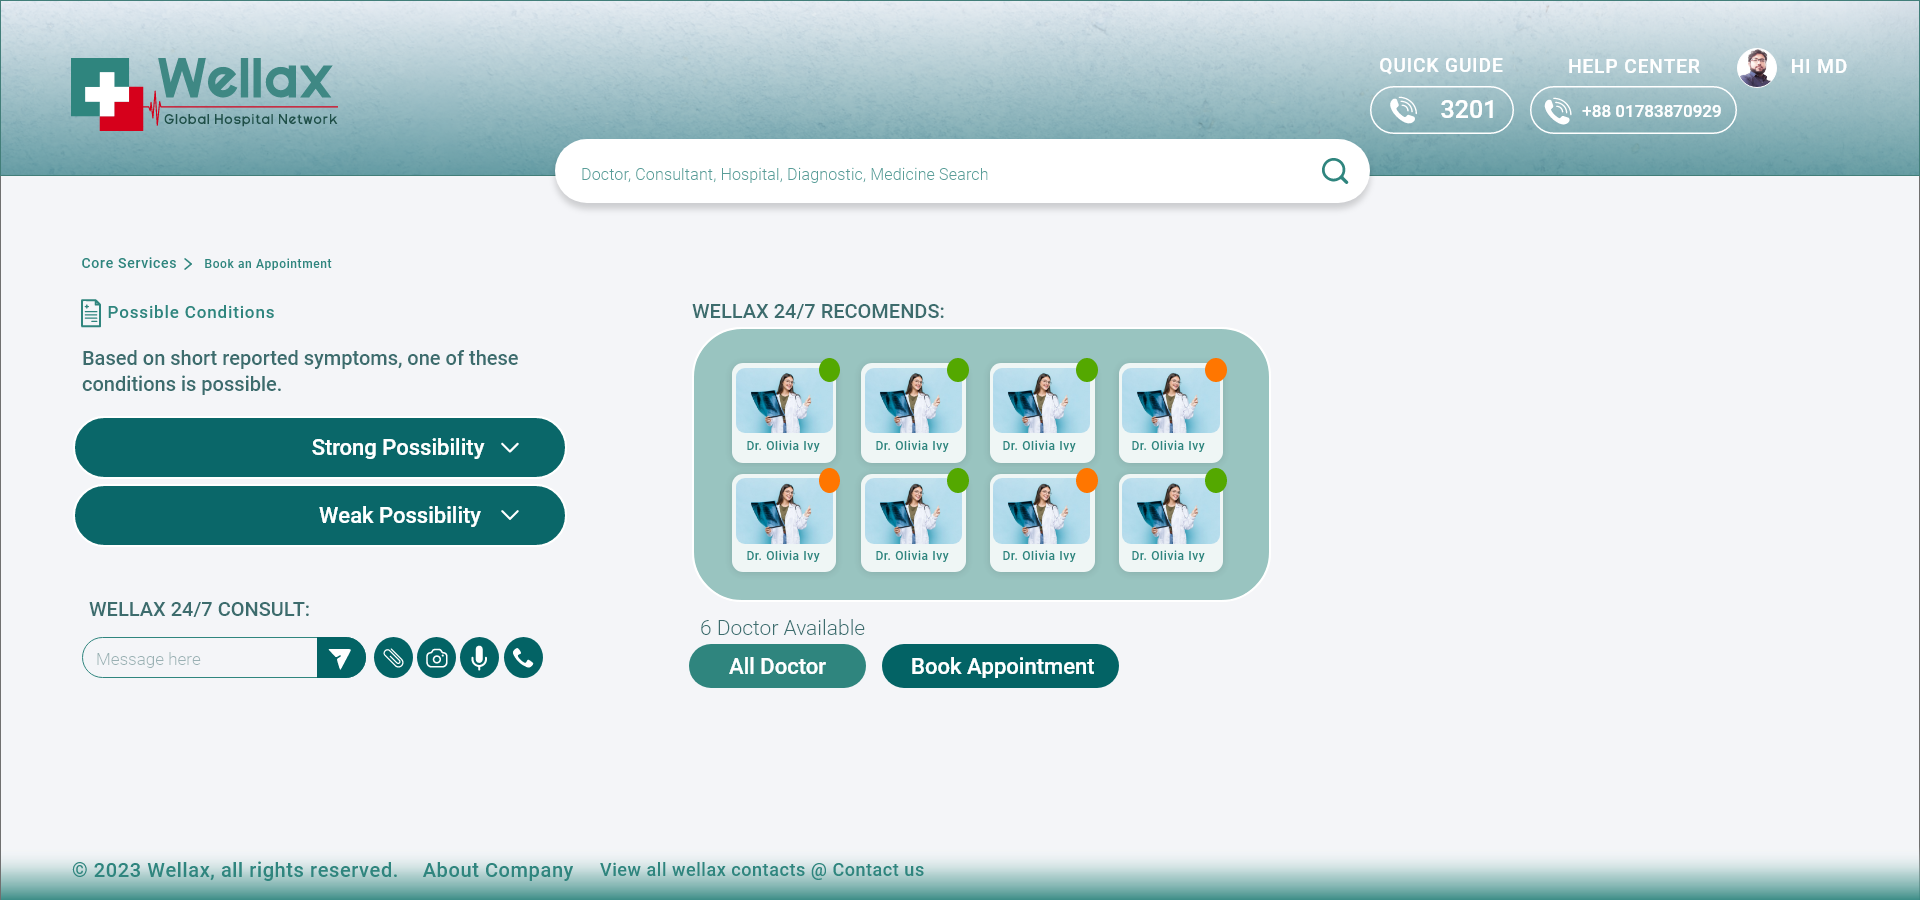 Wellax
Global Hospital Network
QUICK GUIDE
HELP CENTER
HI MD
3201
+88 01783870929
Doctor, Consultant, Hospital, Diagnostic, Medicine Search
Core Services
Book an Appointment
Possible Conditions
Based on short reported symptoms, one of these
conditions is possible.
Strong Possibility
Weak Possibility
WELLAX 24/7 CONSULT:
Message here
WELLAX 24/7 RECOMENDS:
Dr. Olivia Ivy
Dr. Olivia Ivy
Dr. Olivia Ivy
Dr. Olivia Ivy
Dr. Olivia Ivy
Dr. Olivia Ivy
Dr. Olivia Ivy
Dr. Olivia Ivy
6 Doctor Available
All Doctor
Book Appointment
© 2023 Wellax, all rights reserved.
About Company
View all wellax contacts @ Contact us